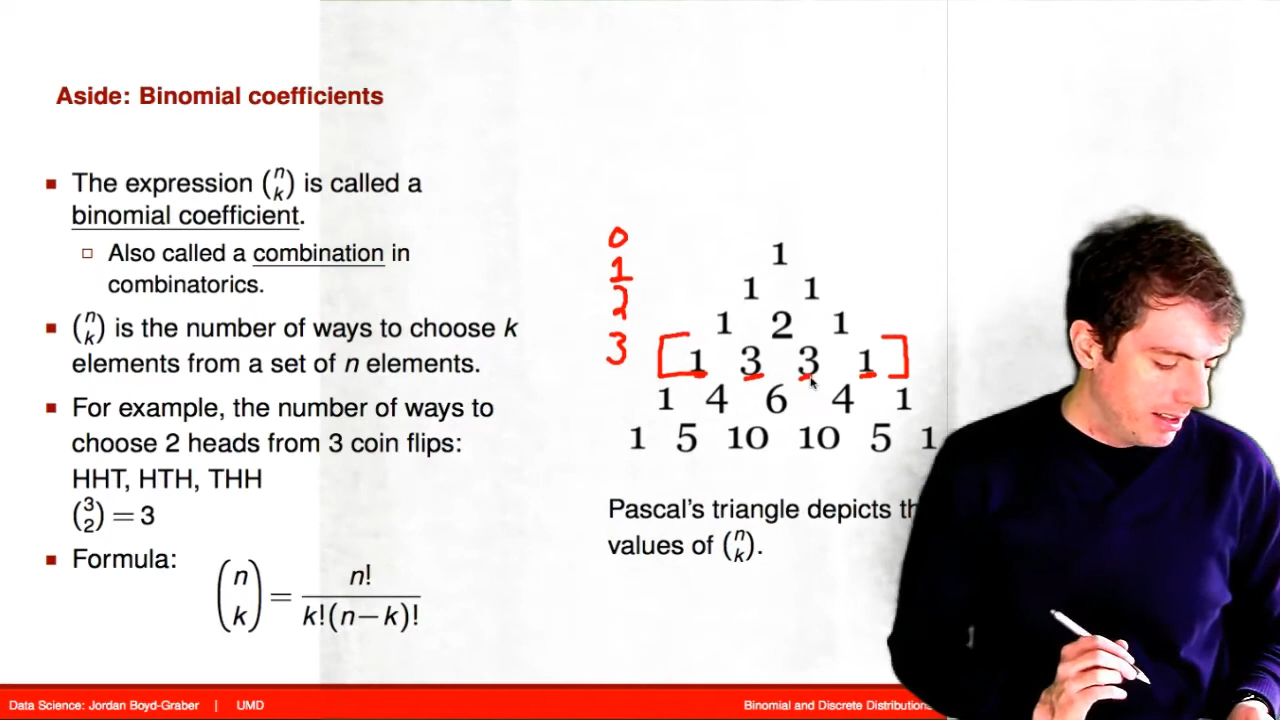 Aside: Binomial coefficients
■ The expression (n k) is called a
binomial coefficient.
□ Also called a combination in
combinatorics.
■ (n k) is the number of ways to choose k
elements from a set of n elements.
■ For example, the number of ways to
choose 2 heads from 3 coin flips:
HHT, HTH, THH
(3 2) = 3
■ Formula:
(n k) = n! / k!(n−k)!
0
1
2
3
1
1 1
1 2 1
[1 3 3 1]
1 4 6 4 1
1 5 10 10 5 1
Pascal's triangle depicts
values of (n k).
Data Science: Jordan Boyd-Graber | UMD
Binomial and Discrete